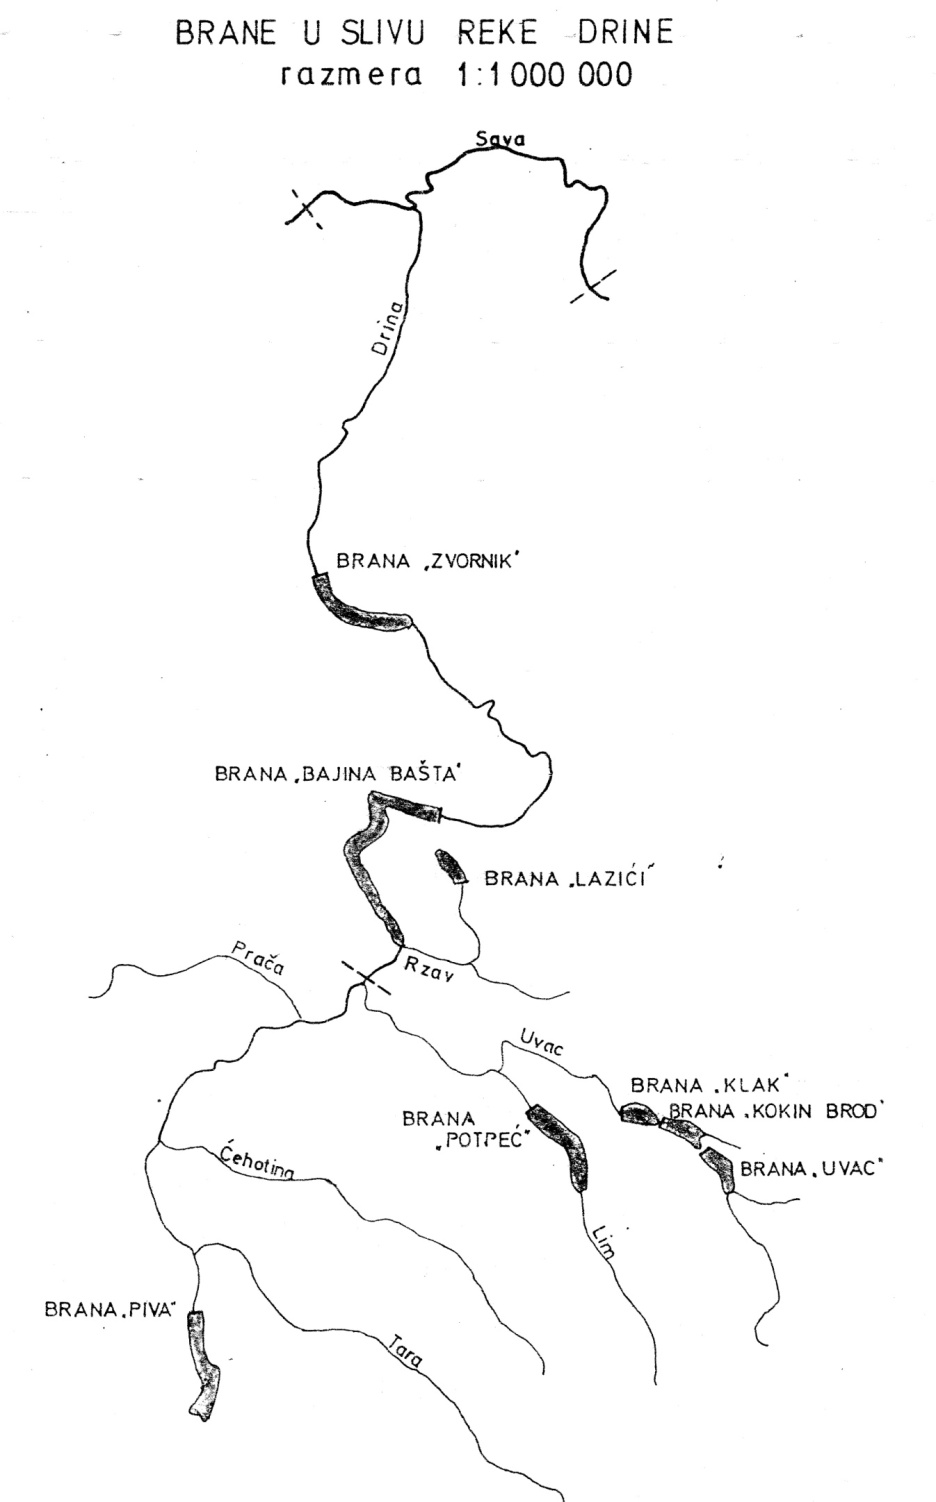 BRANE U SLIVU REKE DRINE
razmera 1:1 000 000
Sava
Drina
BRANA „ZVORNIK"
BRANA „BAJINA BAŠTA"
BRANA „LAZIĆI"
Prača
Rzav
Uvac
BRANA „KLAK"
BRANA „KOKIN BROD"
BRANA
„POTPEĆ"
BRANA „UVAC"
Ćehotina
Lim
BRANA „PIVA"
Tara